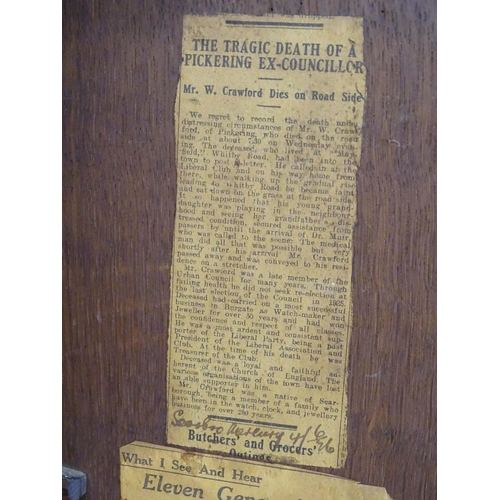 THE TRAGIC DEATH OF A
PICKERING EX-COUNCILLOR
Mr. W. Crawford Dies on Road Side
We regret to record the death under
distressing circumstances of Mr. W. Craw-
ford, of Pickering, who died on the road
side at about 7.30 on Wednesday even-
ing. The deceased, who lived at "May-
field," Whitby Road, had been into the
town to post a letter. He called in at the
Liberal Club and on his way home from
there, while walking up the gradual rise
leading to Whitby Road he became faint
and sat down on the grass at the road side.
It so happened that his young grand-
daughter was playing in the neighbour-
hood and seeing her grandfather's dis-
tressed condition, secured assistance from
passers by until the arrival of Dr. Muir,
who was called to the scene. The medical
man did all that was possible but very
shortly after his arrival Mr. Crawford
passed away and was conveyed to his resi-
dence on a stretcher.
Mr. Crawford was a late member of the
Urban Council for many years. Through
failing health he did not seek re-election at
the last election of the Council in 1925.
Deceased had carried on a most successful
business in Burgate as Watch-maker and
Jeweller for over 50 years and had won
the confidence and respect of all classes.
He was a most ardent and consistent sup-
porter of the Liberal Party, being a past
President of the Liberal Association and
Club. At the time of his death he was
Treasurer of the Club.
Deceased was a loyal and faithful ad-
herent of the Church of England. The
various organisations of the town have lost
an able supporter in him.
Mr. Crawford was a native of Scar-
borough, being a member of a family who
have been in the watch, clock, and jewellery
business for over 250 years.
Scarbro Mercury 4/6/26
Butchers' and Grocers'
Outings
What I See And Hear
Eleven